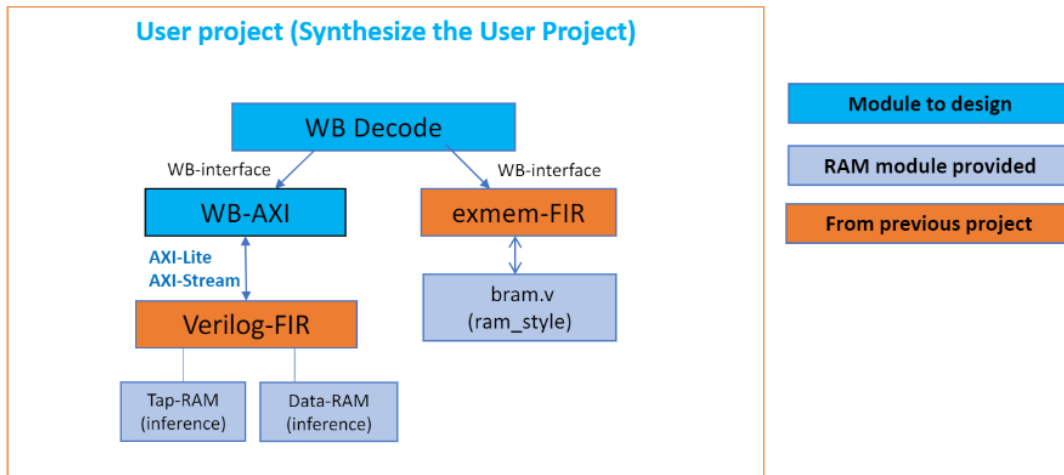 User project (Synthesize the User Project)
WB Decode
WB-interface
WB-interface
WB-AXI
exmem-FIR
AXI-Lite
AXI-Stream
bram.v
(ram_style)
Verilog-FIR
Tap-RAM
(inference)
Data-RAM
(inference)
Module to design
RAM module provided
From previous project